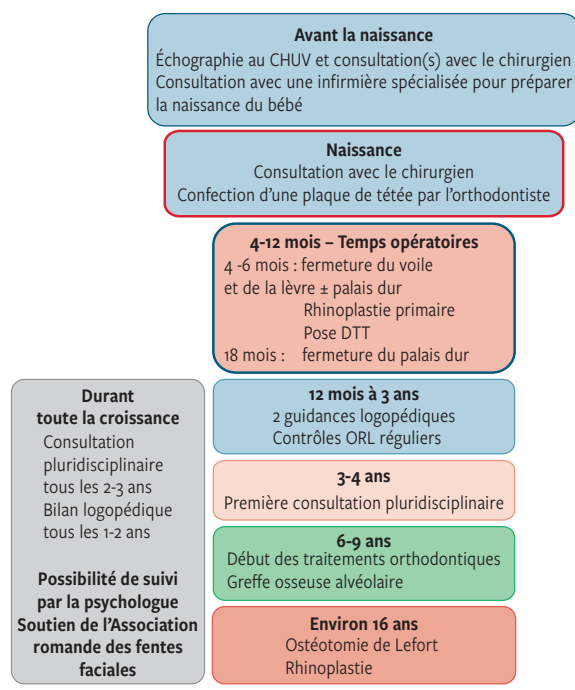 Avant la naissance
Échographie au CHUV et consultation(s) avec le chirurgien
Consultation avec une infirmière spécialisée pour préparer
la naissance du bébé
Naissance
Consultation avec le chirurgien
Confection d'une plaque de tétée par l'orthodontiste
4-12 mois – Temps opératoires
4 -6 mois : fermeture du voile
et de la lèvre ± palais dur
Rhinoplastie primaire
Pose DTT
18 mois : fermeture du palais dur
Durant
toute la croissance
Consultation
pluridisciplinaire
tous les 2-3 ans
Bilan logopédique
tous les 1-2 ans
Possibilité de suivi
par la psychologue
Soutien de l'Association
romande des fentes
faciales
12 mois à 3 ans
2 guidances logopédiques
Contrôles ORL réguliers
3-4 ans
Première consultation pluridisciplinaire
6-9 ans
Début des traitements orthodontiques
Greffe osseuse alvéolaire
Environ 16 ans
Ostéotomie de Lefort
Rhinoplastie